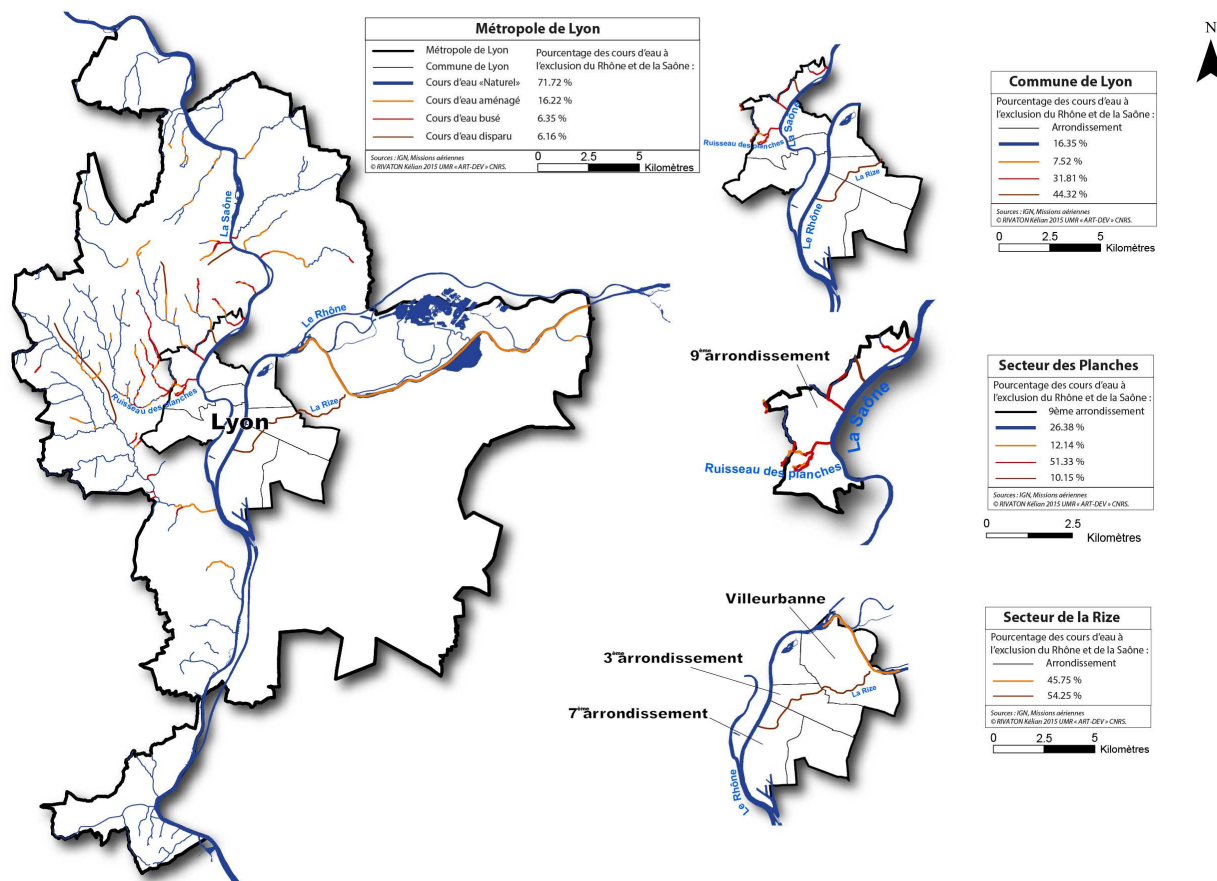 Métropole de Lyon
Métropole de Lyon
Commune de Lyon
Cours d'eau «Naturel»
Cours d'eau aménagé
Cours d'eau busé
Cours d'eau disparu
Pourcentage des cours d'eau à
l'exclusion du Rhône et de la Saône :
71.72 %
16.22 %
6.35 %
6.16 %
Sources : IGN, Missions aériennes
© RIVATON Kélian 2015 UMR « ART-DEV » CNRS.
0 2.5 5
Kilomètres
La Saône
Le Rhône
Ruisseau des planches
La Rize
Lyon
N
Ruisseau des planches
La Saône
La Rize
Le Rhône
Commune de Lyon
Pourcentage des cours d'eau à
l'exclusion du Rhône et de la Saône :
Arrondissement
16.35 %
7.52 %
31.81 %
44.32 %
Sources : IGN, Missions aériennes
© RIVATON Kélian 2015 UMR « ART-DEV » CNRS.
0 2.5 5
Kilomètres
9ème arrondissement
La Saône
Ruisseau des planches
Secteur des Planches
Pourcentage des cours d'eau à
l'exclusion du Rhône et de la Saône :
9ème arrondissement
26.38 %
12.14 %
51.33 %
10.15 %
Sources : IGN, Missions aériennes
© RIVATON Kélian 2015 UMR « ART-DEV » CNRS.
0 2.5
Kilomètres
Villeurbanne
3ème arrondissement
La Rize
7ème arrondissement
Le Rhône
Secteur de la Rize
Pourcentage des cours d'eau à
l'exclusion du Rhône et de la Saône :
Arrondissement
45.75 %
54.25 %
Sources : IGN, Missions aériennes
© RIVATON Kélian 2015 UMR « ART-DEV » CNRS.
0 2.5 5
Kilomètres